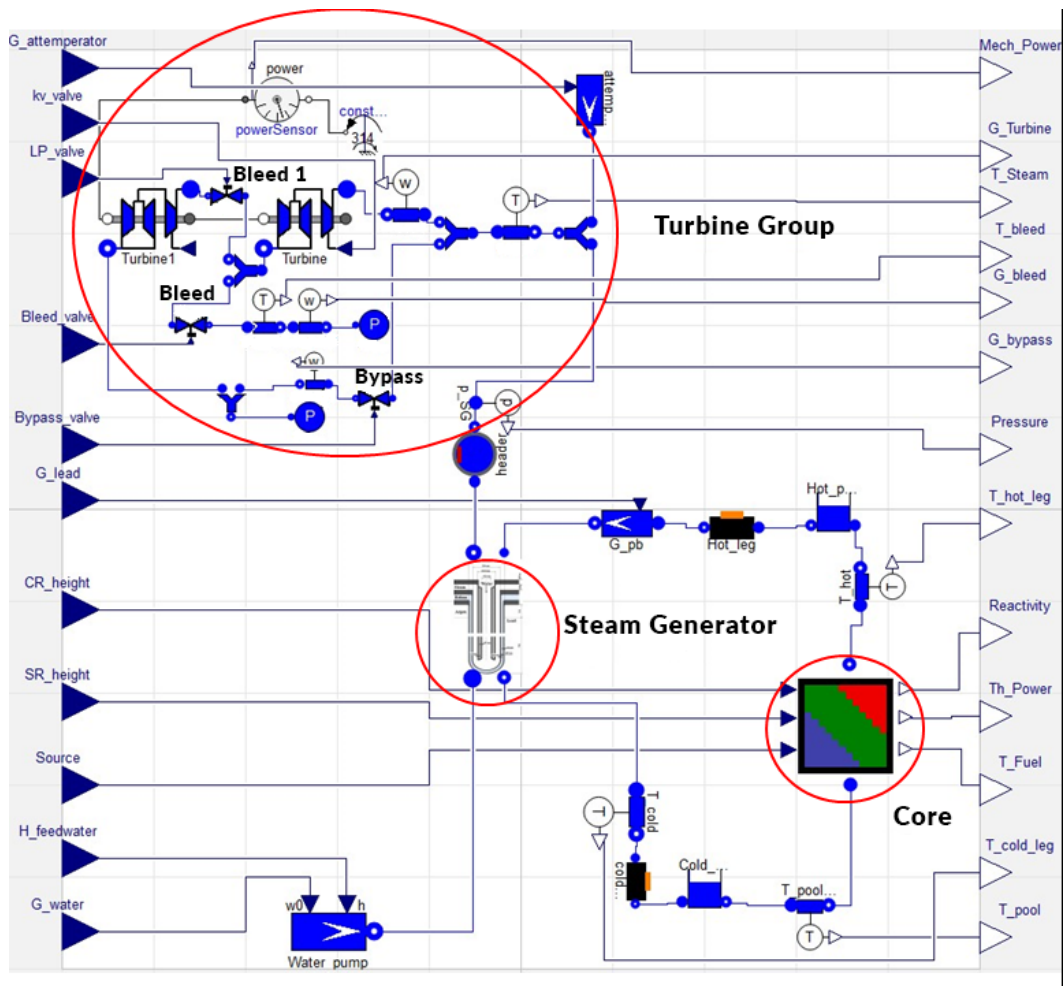 G_attemperator
Mech_Power
power
attemp...
kv_valve
const...
powerSensor
314
G_Turbine
LP_valve
Bleed 1
w
T
T_Steam
Turbine Group
Turbine1
Turbine
T_bleed
Bleed
T
w
G_bleed
Bleed_valve
P
w
G_bypass
Bypass
P_SG
p
P
Bypass_valve
Pressure
header
G_lead
Hot_p...
T_hot_leg
G_pb
Hot_leg
CR_height
T_hot
T
Reactivity
Steam Generator
SR_height
Th_Power
Source
T_Fuel
T
T_cold
Core
H_feedwater
cold...
Cold_...
T_cold_leg
G_water
w0
h
T_pool...
T_pool
T
Water_pump